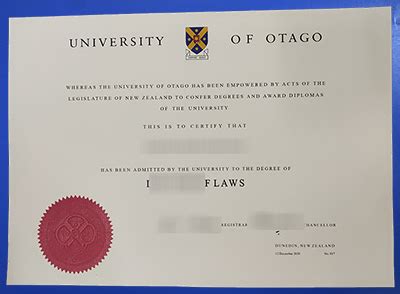 UNIVERSITY OF OTAGO
WHEREAS THE UNIVERSITY OF OTAGO HAS BEEN EMPOWERED BY ACTS OF THE
LEGISLATURE OF NEW ZEALAND TO CONFER DEGREES AND AWARD DIPLOMAS
OF THE UNIVERSITY
THIS IS TO CERTIFY THAT
HAS BEEN ADMITTED BY THE UNIVERSITY TO THE DEGREE OF
FLAWS
REGISTRAR CHANCELLOR
DUNEDIN, NEW ZEALAND